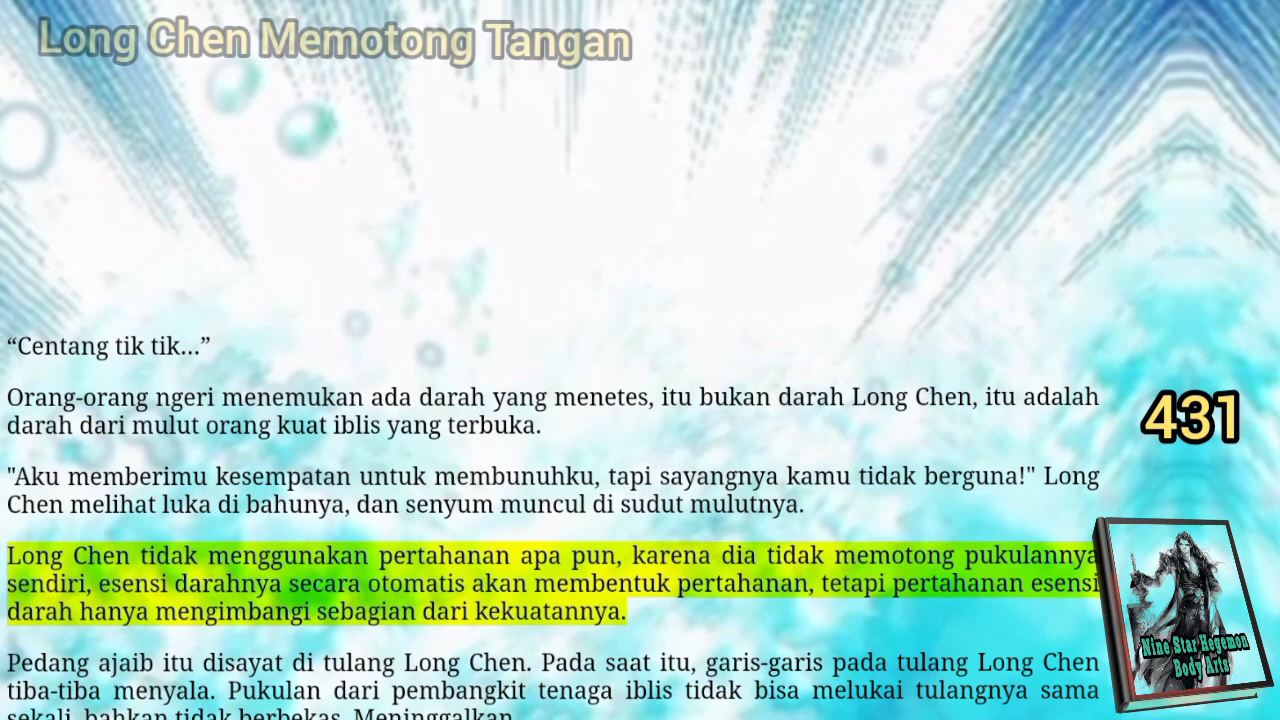 Long Chen Memotong Tangan
“Centang tik tik...”
Orang-orang ngeri menemukan ada darah yang menetes, itu bukan darah Long Chen, itu adalah
darah dari mulut orang kuat iblis yang terbuka.
431
"Aku memberimu kesempatan untuk membunuhku, tapi sayangnya kamu tidak berguna!" Long
Chen melihat luka di bahunya, dan senyum muncul di sudut mulutnya.
Long Chen tidak menggunakan pertahanan apa pun, karena dia tidak memotong pukulannya
sendiri, esensi darahnya secara otomatis akan membentuk pertahanan, tetapi pertahanan esensi
darah hanya mengimbangi sebagian dari kekuatannya.
Nine Star Hegemon
Body Arts
Pedang ajaib itu disayat di tulang Long Chen. Pada saat itu, garis-garis pada tulang Long Chen
tiba-tiba menyala. Pukulan dari pembangkit tenaga iblis tidak bisa melukai tulangnya sama
sekali, bahkan tidak berbekas. Meninggalkan